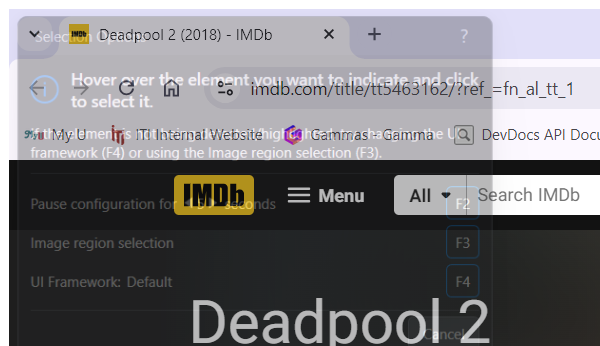 Selection Options
IMDb Deadpool 2 (2018) - IMDb
?
Hover over the element you want to indicate and click
to select it.
imdb.com/title/tt5463162/?ref_=fn_al_tt_1
My U
IT Internal Website
Gammas - Gamma
DevDocs API Docu
framework (F4) or using the Image region selection (F3).
IMDb
Menu
All
Search IMDb
Pause configuration for
seconds
F2
Image region selection
F3
UI Framework: Default
F4
Deadpool 2
Cancel